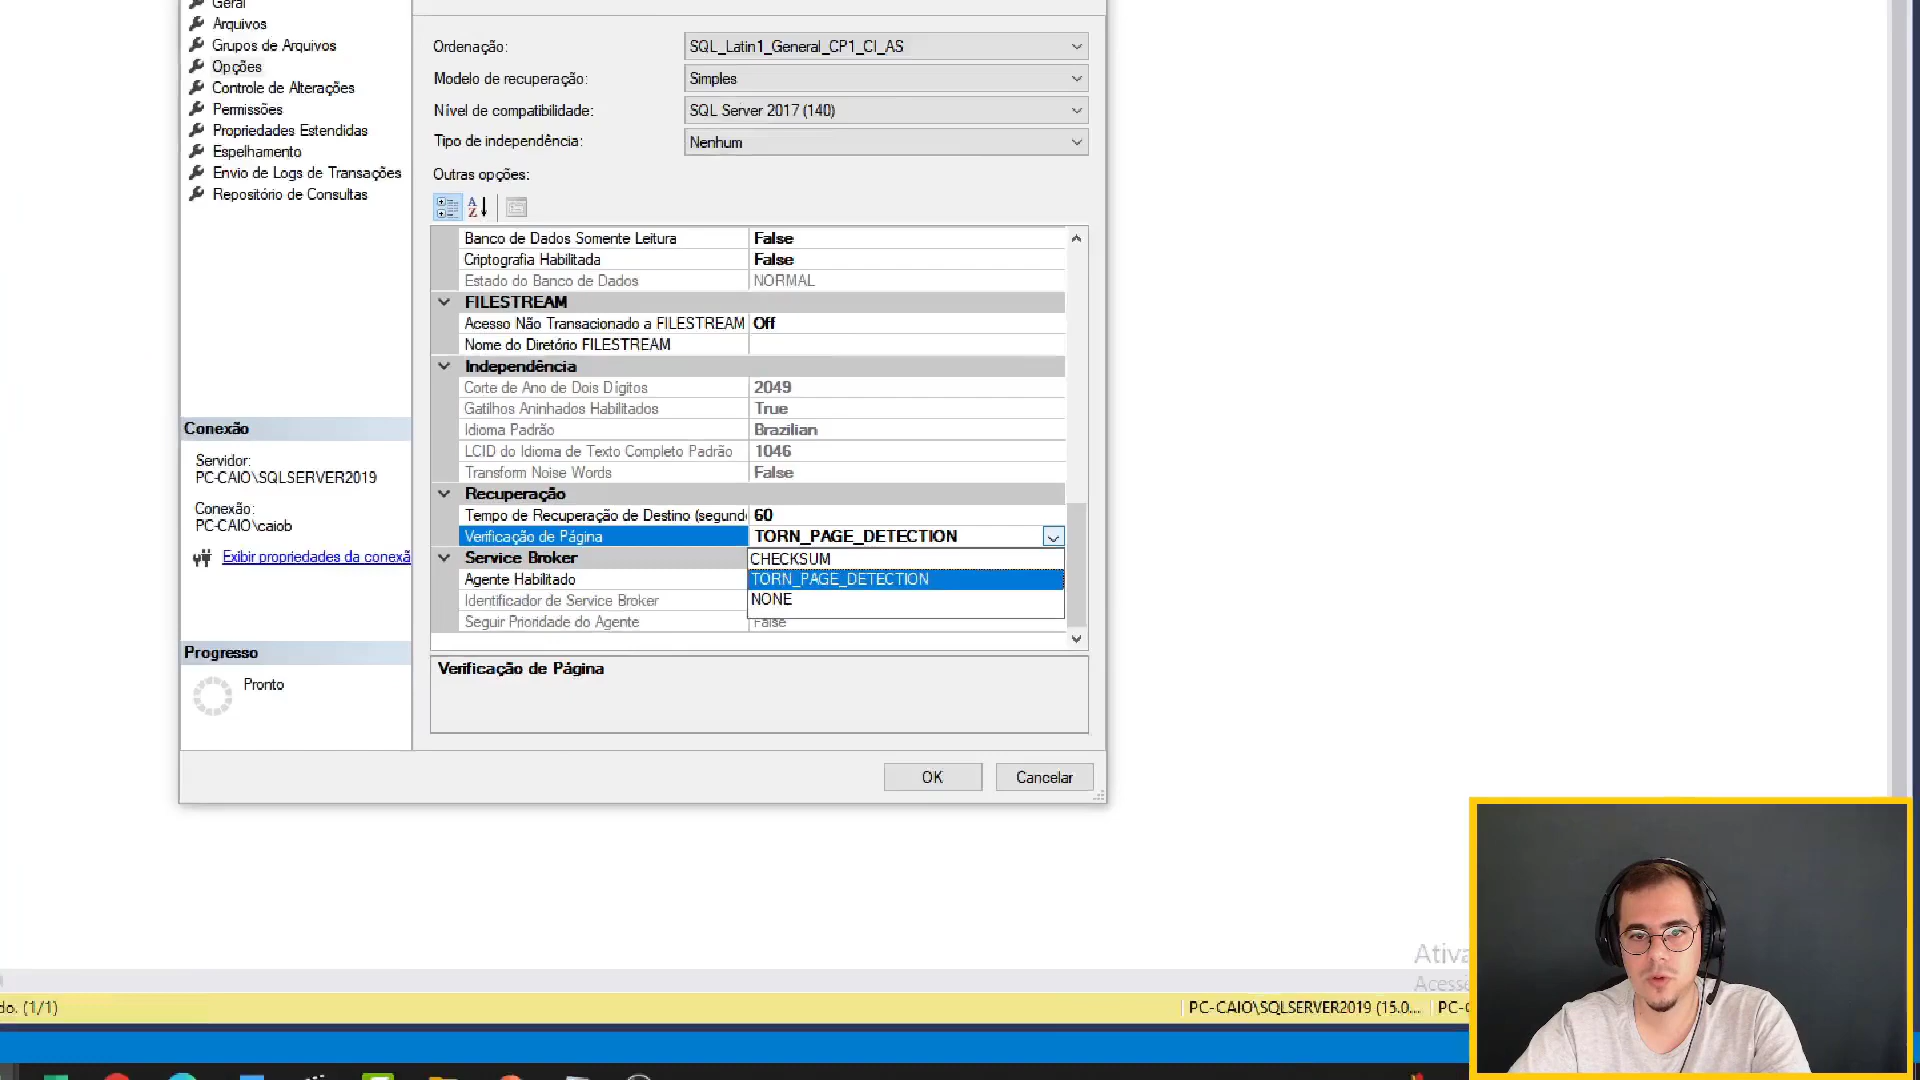 Geral
Arquivos
Grupos de Arquivos
Opções
Controle de Alterações
Permissões
Propriedades Estendidas
Espelhamento
Envio de Logs de Transações
Repositório de Consultas
Conexão
Servidor:
PC-CAIO\SQLSERVER2019
Conexão:
PC-CAIO\caiob
Exibir propriedades da conexã
Progresso
Pronto
Ordenação: SQL_Latin1_General_CP1_CI_AS
Modelo de recuperação: Simples
Nível de compatibilidade: SQL Server 2017 (140)
Tipo de independência: Nenhum
Outras opções:
Banco de Dados Somente Leitura False
Criptografia Habilitada False
Estado do Banco de Dados NORMAL
FILESTREAM
Acesso Não Transacionado a FILESTREAM Off
Nome do Diretório FILESTREAM
Independência
Corte de Ano de Dois Dígitos 2049
Gatilhos Aninhados Habilitados True
Idioma Padrão Brazilian
LCID do Idioma de Texto Completo Padrão 1046
Transform Noise Words False
Recuperação
Tempo de Recuperação de Destino (segund 60
Verificação de Página TORN_PAGE_DETECTION
CHECKSUM
TORN_PAGE_DETECTION
NONE
Service Broker
Agente Habilitado
Identificador de Service Broker
Seguir Prioridade do Agente False
Verificação de Página
OK Cancelar
Ativa
Acesse
do. (1/1) PC-CAIO\SQLSERVER2019 (15.0... PC-C